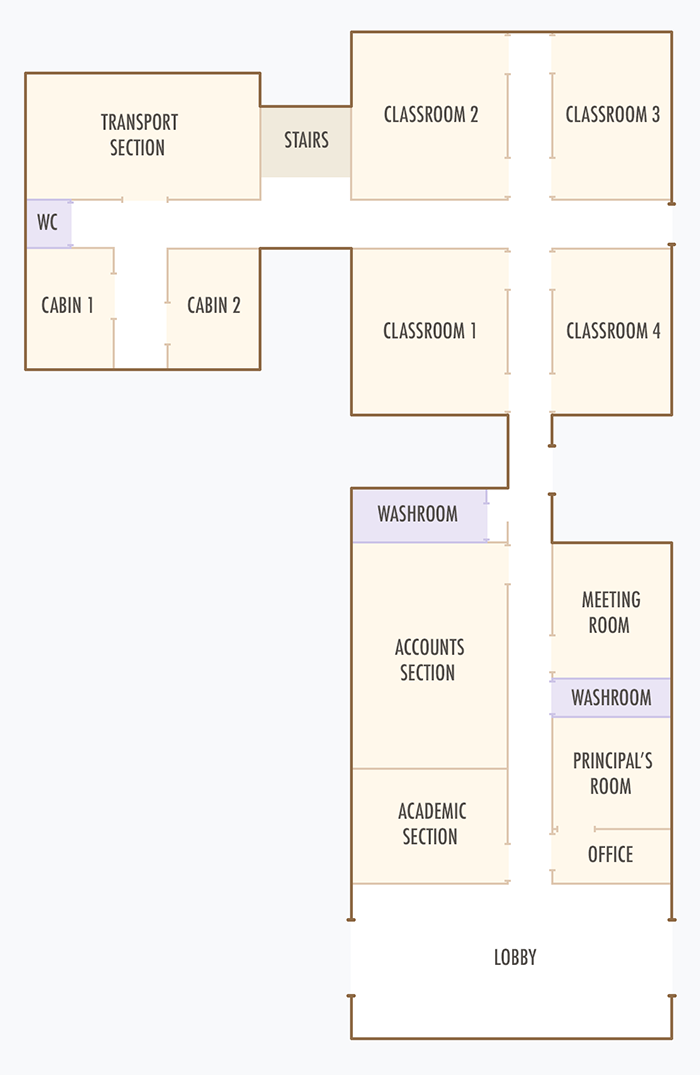 CLASSROOM 2
CLASSROOM 3
TRANSPORT
SECTION
STAIRS
WC
CABIN 1
CABIN 2
CLASSROOM 1
CLASSROOM 4
WASHROOM
MEETING
ROOM
ACCOUNTS
SECTION
WASHROOM
PRINCIPAL'S
ROOM
ACADEMIC
SECTION
OFFICE
LOBBY